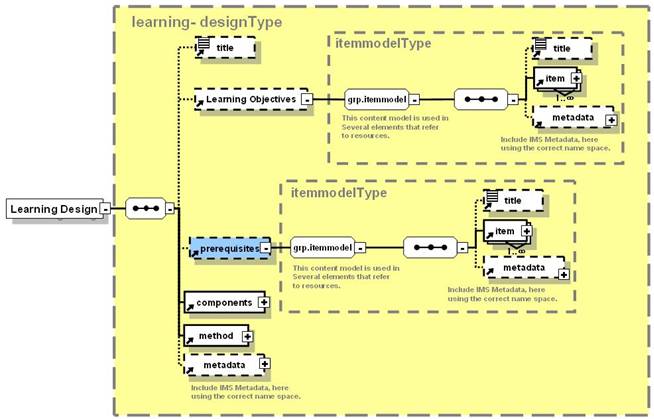 learning- designType
title
Learning Objectives
itemmodelType
grp.itemmodel
This content model is used in
Several elements that refer
to resources.
title
item
1..∞
metadata
Include IMS Metadata, here
using the correct name space.
Learning Design
prerequisites
itemmodelType
grp.itemmodel
This content model is used in
Several elements that refer
to resources.
title
item
1..∞
metadata
Include IMS Metadata, here
using the correct name space.
components
method
metadata
Include IMS Metadata, here
using the correct name space.